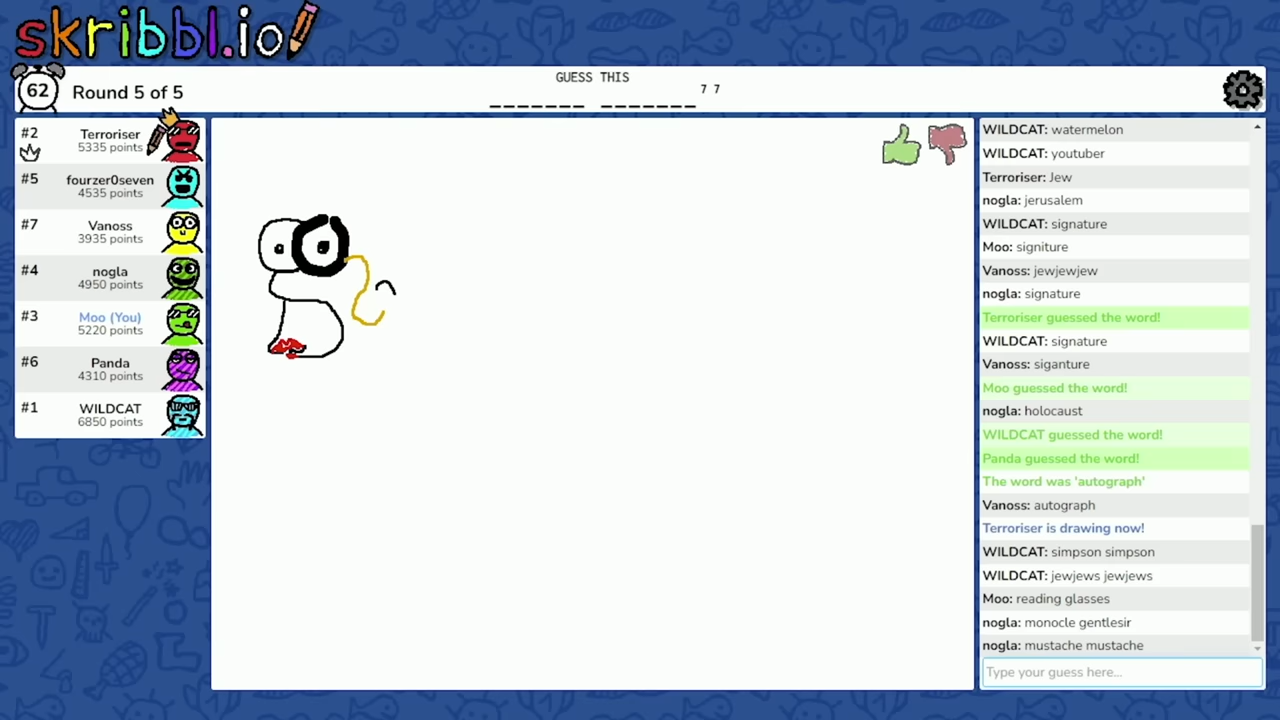 skribbl.io
62
Round 5 of 5
GUESS THIS
_______ _______ 7 7
#2 Terroriser
5335 points
#5 fourzer0seven
4535 points
#7 Vanoss
3935 points
#4 nogla
4950 points
#3 Moo (You)
5220 points
#6 Panda
4310 points
#1 WILDCAT
6850 points
WILDCAT: watermelon
WILDCAT: youtuber
Terroriser: Jew
nogla: jerusalem
WILDCAT: signature
Moo: signiture
Vanoss: jewjewjew
nogla: signature
Terroriser guessed the word!
WILDCAT: signature
Vanoss: siganture
Moo guessed the word!
nogla: holocaust
WILDCAT guessed the word!
Panda guessed the word!
The word was 'autograph'
Vanoss: autograph
Terroriser is drawing now!
WILDCAT: simpson simpson
WILDCAT: jewjews jewjews
Moo: reading glasses
nogla: monocle gentlesir
nogla: mustache mustache
Type your guess here...